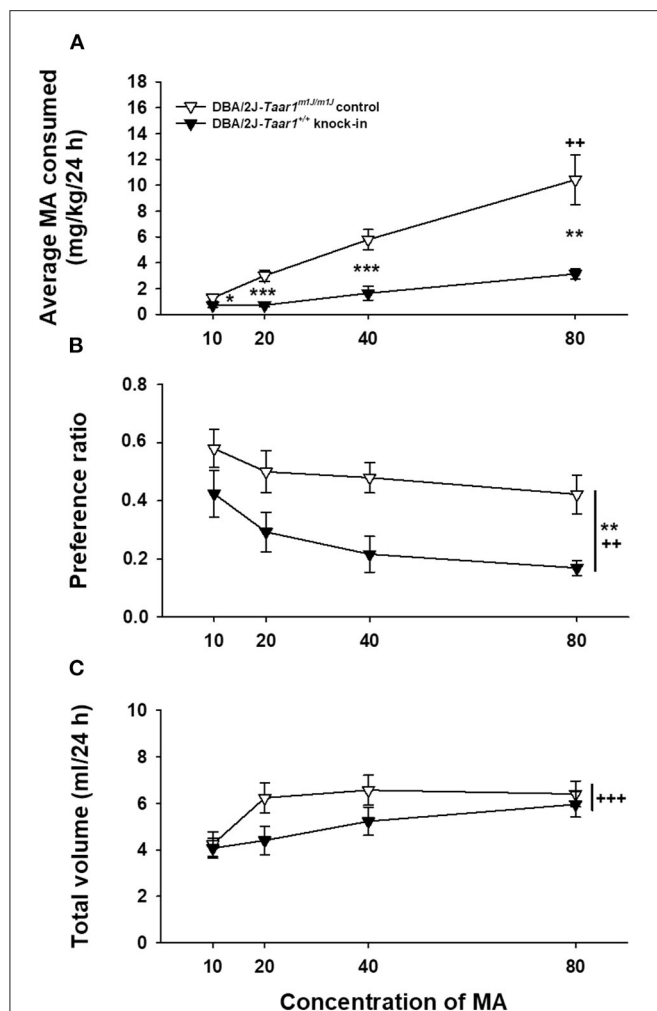 A
DBA/2J-Taar1m1J/m1J control
DBA/2J-Taar1+/+ knock-in
Average MA consumed
(mg/kg/24 h)
18
16
14
12
10
8
6
4
2
0
* *** *** ++ **
10 20 40 80
B
Preference ratio
0.8
0.6
0.4
0.2
0.0
**
++
10 20 40 80
C
Total volume (ml/24 h)
10
8
6
4
2
0
+++
10 20 40 80
Concentration of MA